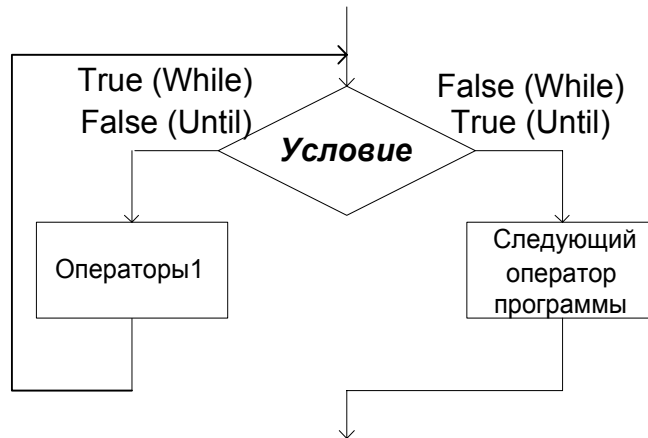 True (While)
False (Until)
False (While)
True (Until)
Условие
Операторы1
Следующий
оператор
программы